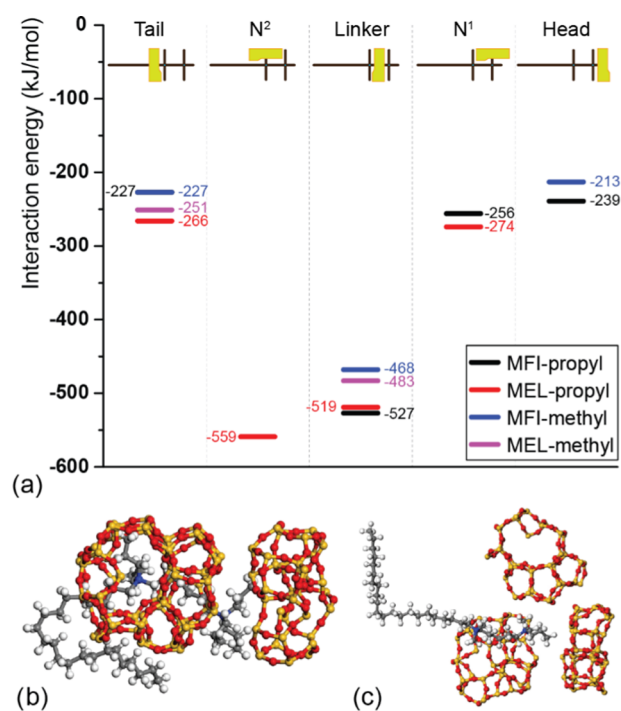 Tail N² Linker N¹ Head
Interaction energy (kJ/mol)
0
-100
-200
-300
-400
-500
-600
-227 -227
-251
-266
-559
-468
-483
-519
-527
-256
-274
-213
-239
MFI-propyl
MEL-propyl
MFI-methyl
MEL-methyl
(a)
(b)
(c)